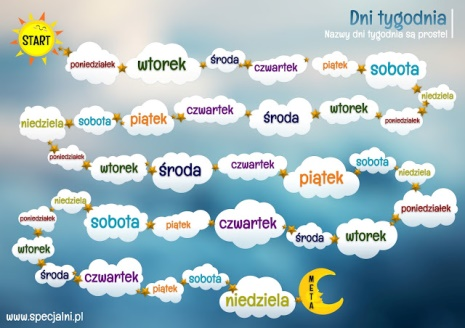 Dni tygodnia
Nazwy dni tygodnia są proste!
START
poniedziałek
wtorek
środa
czwartek
piątek
sobota
niedziela
poniedziałek
wtorek
środa
czwartek
piątek
sobota
niedziela
poniedziałek
wtorek
środa
czwartek
piątek
sobota
niedziela
poniedziałek
wtorek
środa
czwartek
piątek
sobota
niedziela
poniedziałek
wtorek
środa
czwartek
piątek
sobota
niedziela
META
www.specjalni.pl